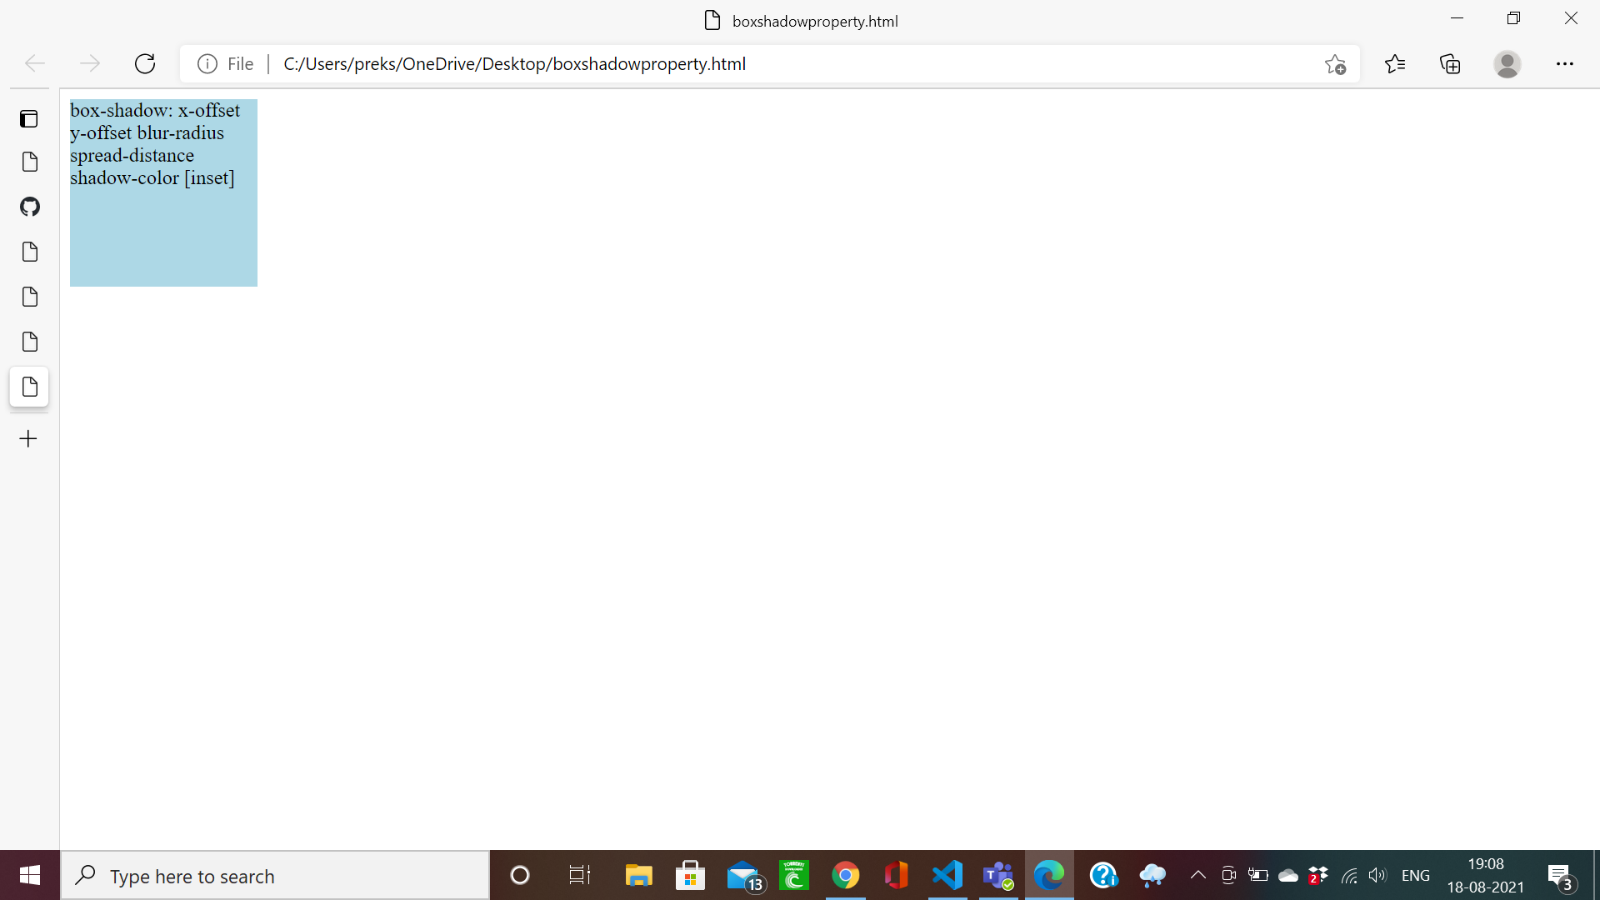 boxshadowproperty.html
File | C:/Users/preks/OneDrive/Desktop/boxshadowproperty.html
box-shadow: x-offset
y-offset blur-radius
spread-distance
shadow-color [inset]
Type here to search
13
T
2
ENG
19:08
18-08-2021
3